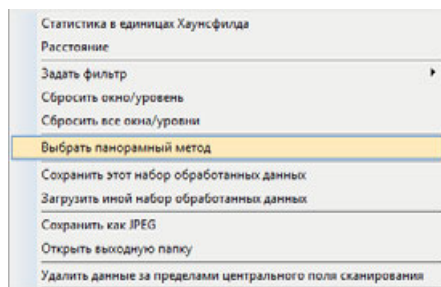 Статистика в единицах Хаунсфилда
Расстояние
Задать фильтр
Сбросить окно/уровень
Сбросить все окна/уровни
Выбрать панорамный метод
Сохранить этот набор обработанных данных
Загрузить иной набор обработанных данных
Сохранить как JPEG
Открыть выходную папку
Удалить данные за пределами центрального поля сканирования